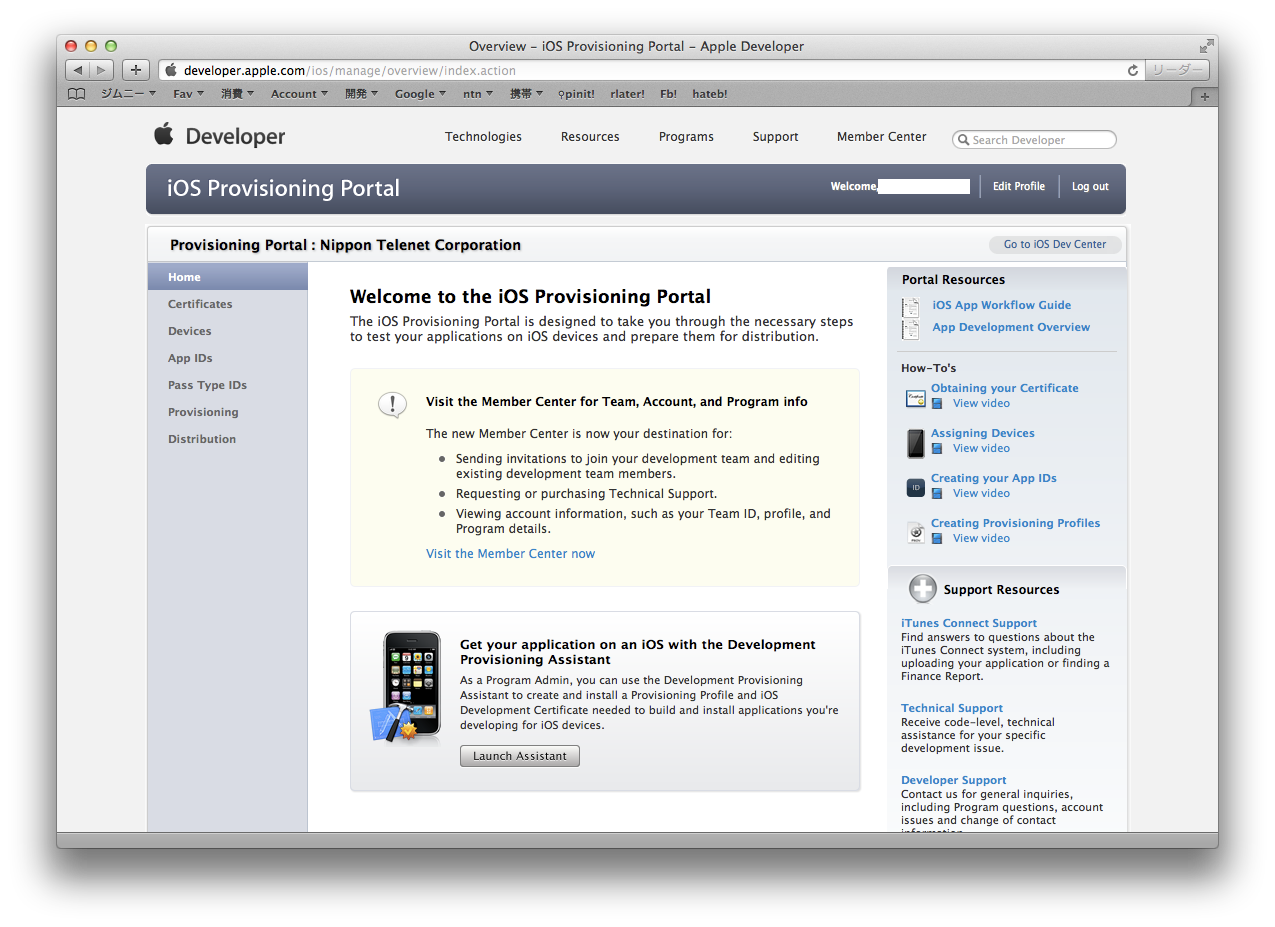 Overview – iOS Provisioning Portal – Apple Developer
developer.apple.com/ios/manage/overview/index.action
リーダー
ジムニー ▼ Fav ▼ 消費 ▼ Account ▼ 開発 ▼ Google ▼ ntn ▼ 携帯 ▼ ♀pinit! rlater! Fb! hateb!
Developer
Technologies Resources Programs Support Member Center Search Developer
iOS Provisioning Portal
Welcome, Edit Profile Log out
Provisioning Portal : Nippon Telenet Corporation
Go to iOS Dev Center
Home
Certificates
Devices
App IDs
Pass Type IDs
Provisioning
Distribution
Welcome to the iOS Provisioning Portal
The iOS Provisioning Portal is designed to take you through the necessary steps
to test your applications on iOS devices and prepare them for distribution.
Visit the Member Center for Team, Account, and Program info
The new Member Center is now your destination for:
• Sending invitations to join your development team and editing
existing development team members.
• Requesting or purchasing Technical Support.
• Viewing account information, such as your Team ID, profile, and
Program details.
Visit the Member Center now
Get your application on an iOS with the Development
Provisioning Assistant
As a Program Admin, you can use the Development Provisioning
Assistant to create and install a Provisioning Profile and iOS
Development Certificate needed to build and install applications you're
developing for iOS devices.
Launch Assistant
Portal Resources
iOS App Workflow Guide
App Development Overview
How-To's
Obtaining your Certificate
View video
Assigning Devices
View video
ID
Creating your App IDs
View video
Creating Provisioning Profiles
View video
Support Resources
iTunes Connect Support
Find answers to questions about the
iTunes Connect system, including
uploading your application or finding a
Finance Report.
Technical Support
Receive code-level, technical
assistance for your specific
development issue.
Developer Support
Contact us for general inquiries,
including Program questions, account
issues and change of contact
information.